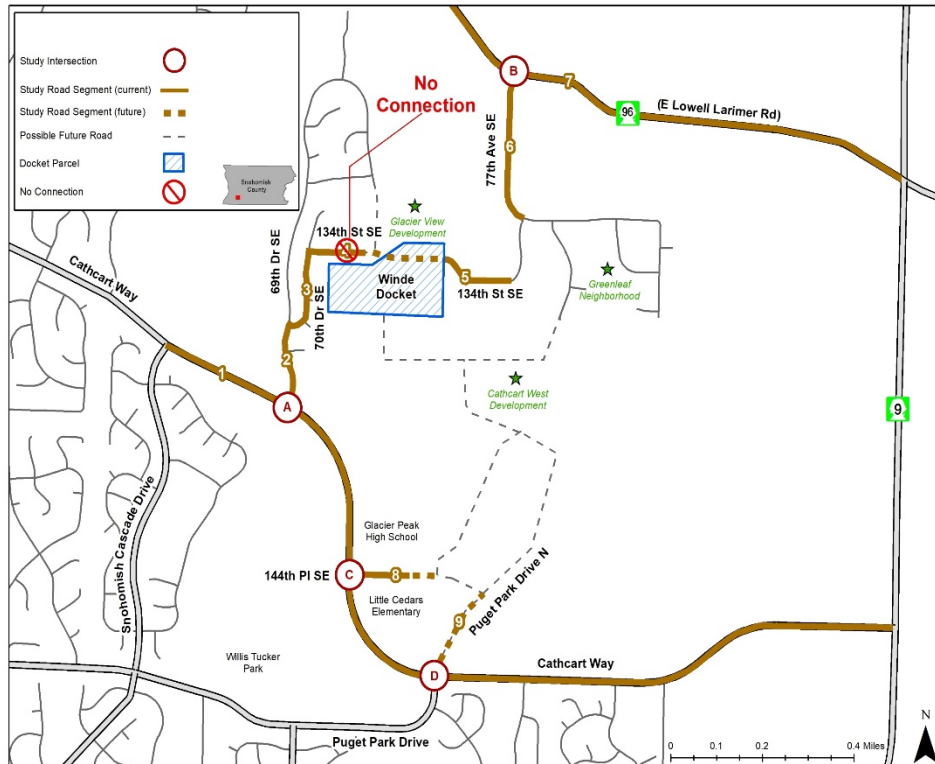 Study Intersection
Study Road Segment (current)
Study Road Segment (future)
Possible Future Road
Docket Parcel
No Connection
Snohomish
County
No
Connection
B
7
96
(E Lowell Larimer Rd)
77th Ave SE
6
Glacier View
Development
134th St SE
69th Dr SE
Cathcart Way
3
70th Dr SE
Winde
Docket
5
134th St SE
Greenleaf
Neighborhood
2
1
A
Cathcart West
Development
9
Snohomish Cascade Drive
Glacier Peak
High School
144th Pl SE
C
8
Little Cedars
Elementary
9
Puget Park Drive N
Willis Tucker
Park
D
Cathcart Way
Puget Park Drive
N
0 0.1 0.2 0.4 Miles